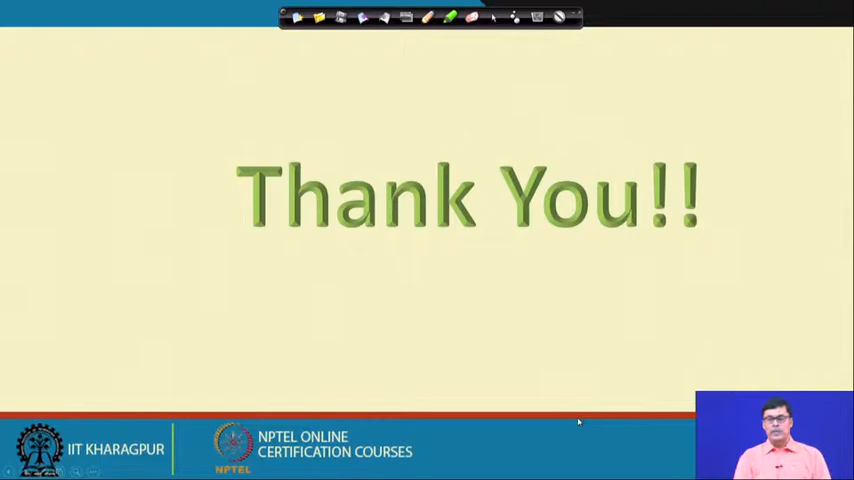 Thank You!!
IIT KHARAGPUR
NPTEL
NPTEL ONLINE
CERTIFICATION COURSES